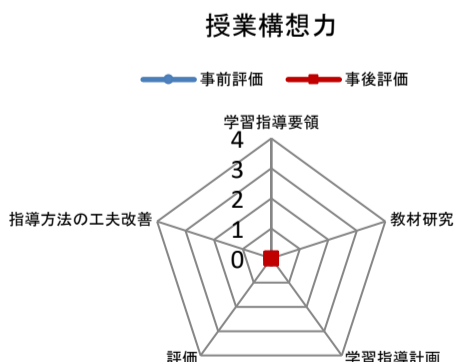 授業構想力
事前評価 事後評価
学習指導要領
4
3
2
1
0
指導方法の工夫改善
教材研究
評価
学習指導計画